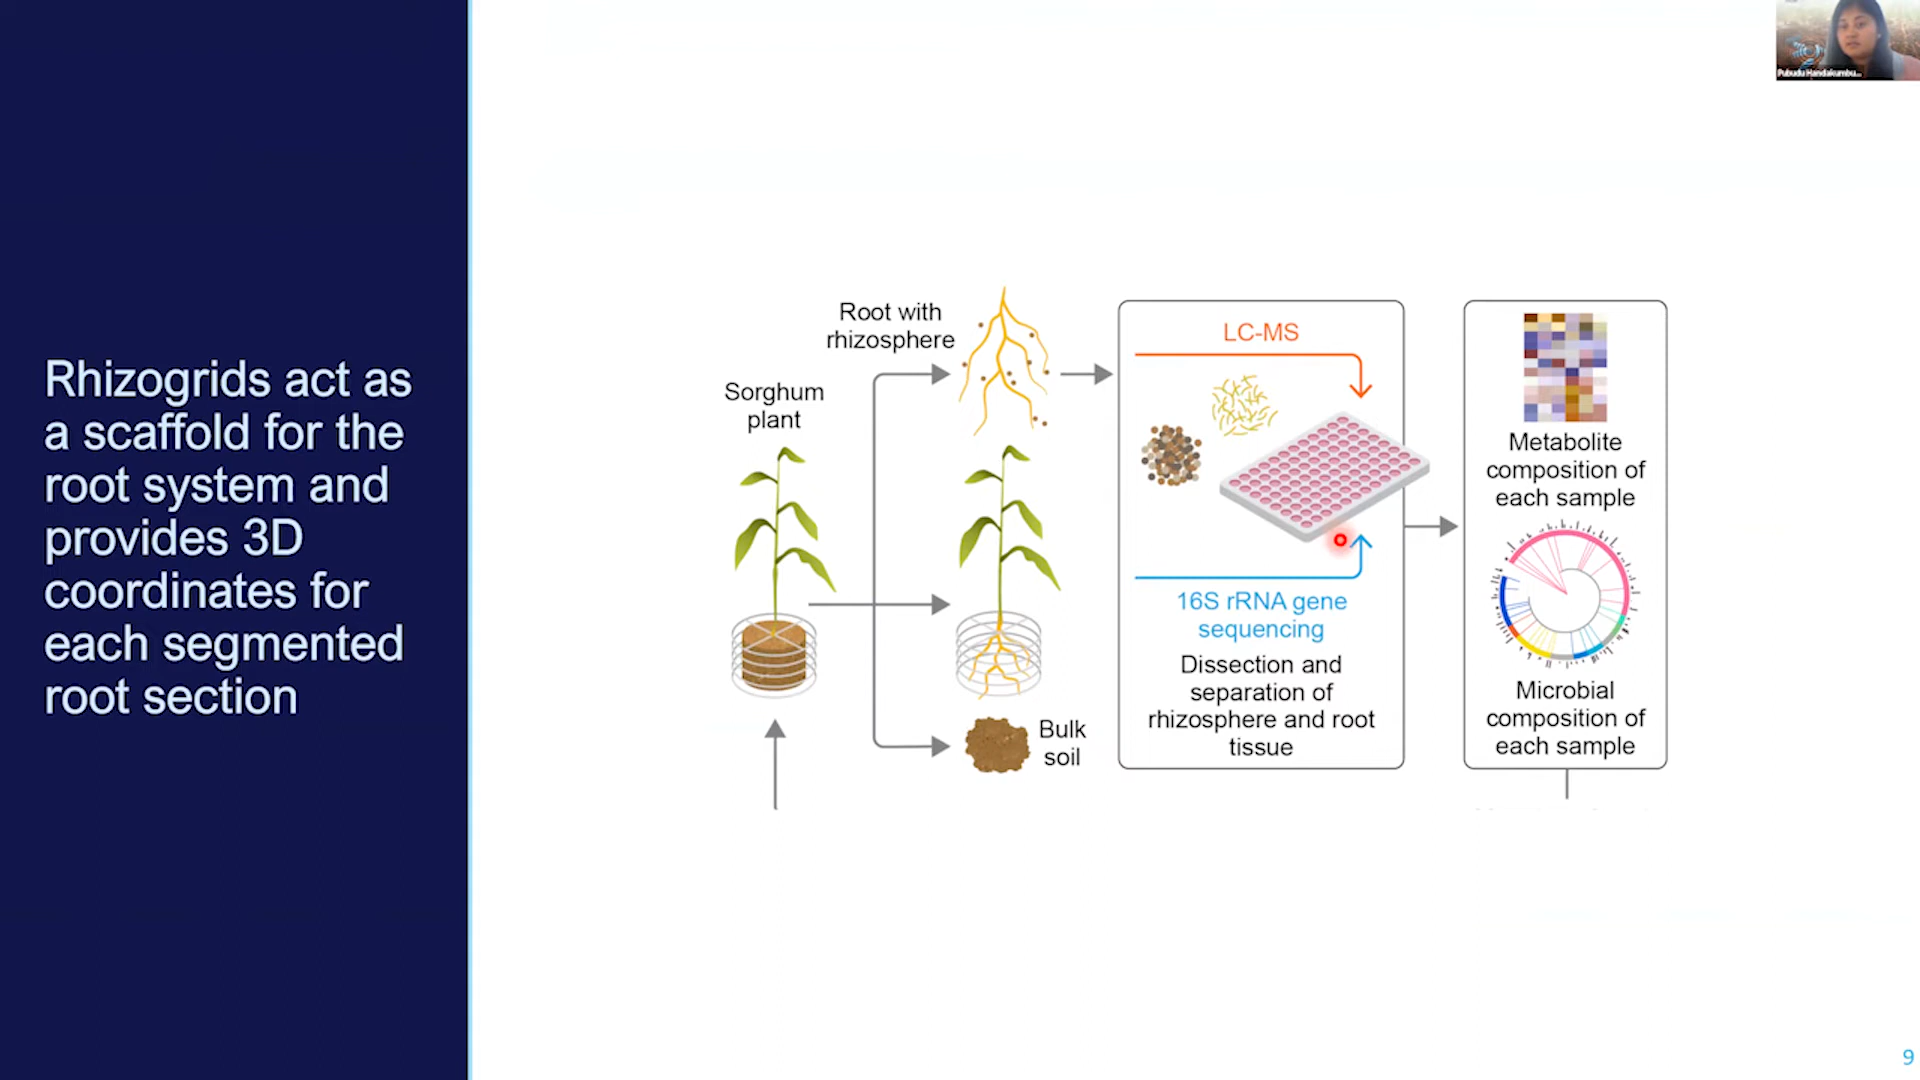 Rhizogrids act as
a scaffold for the
root system and
provides 3D
coordinates for
each segmented
root section
Root with
rhizosphere
Sorghum
plant
Bulk
soil
LC-MS
16S rRNA gene
sequencing
Dissection and
separation of
rhizosphere and root
tissue
Metabolite
composition of
each sample
Microbial
composition of
each sample
Pubudu Handakumbu...
9